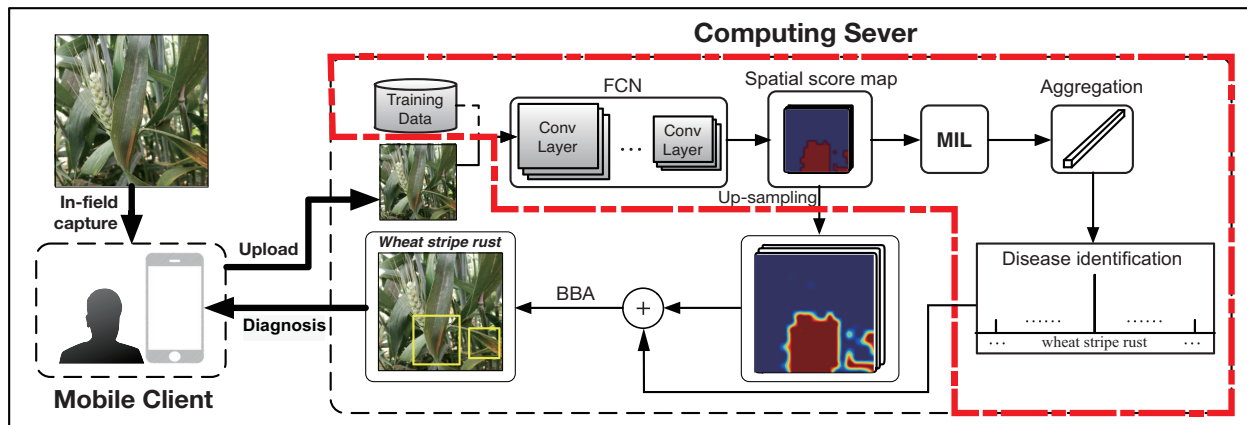 Computing Sever
Training
Data
FCN
Conv
Layer
...
Conv
Layer
Spatial score map
MIL
Aggregation
In-field
capture
Upload
Up-sampling
Wheat stripe rust
Disease identification
...... ......
... wheat stripe rust ...
BBA
+
Diagnosis
Mobile Client